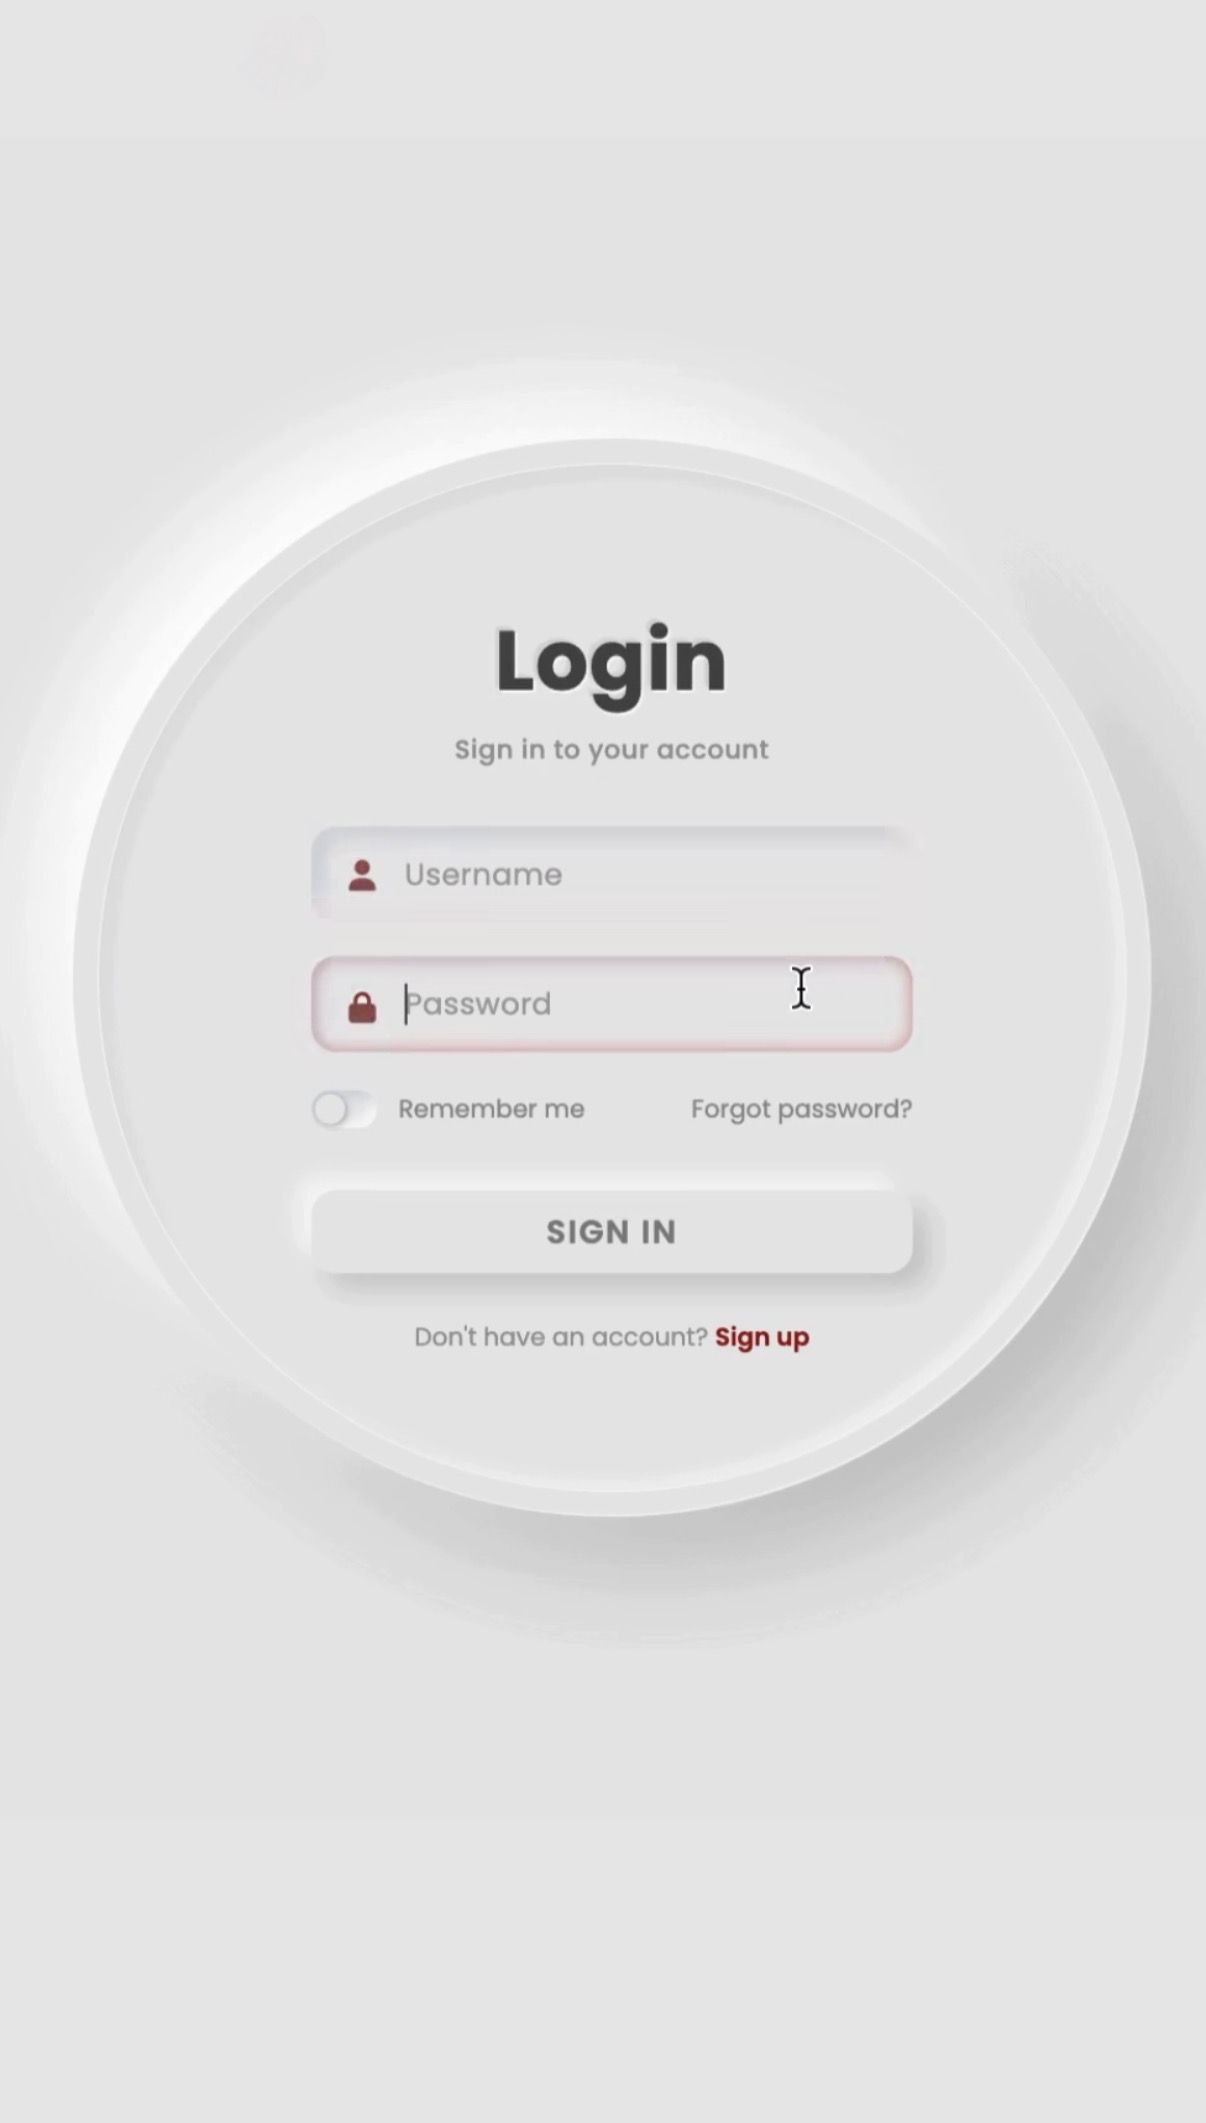 Login
Sign in to your account
Username
Password
Remember me
Forgot password?
SIGN IN
Don't have an account? Sign up